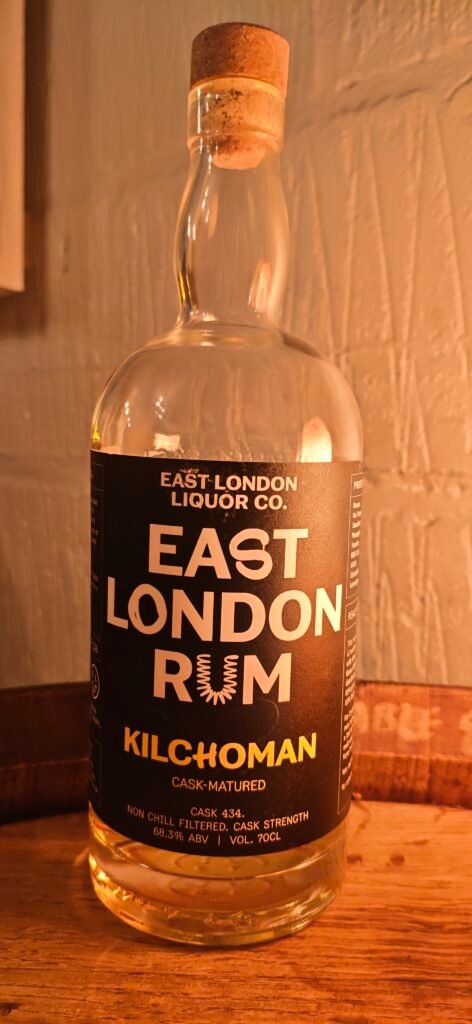 EAST LONDON
LIQUOR CO.
EAST
LONDON
RUM
KILCHOMAN
CASK-MATURED
CASK 434.
NON CHILL FILTERED, CASK STRENGTH
68.3% ABV | VOL. 70CL
ABLE